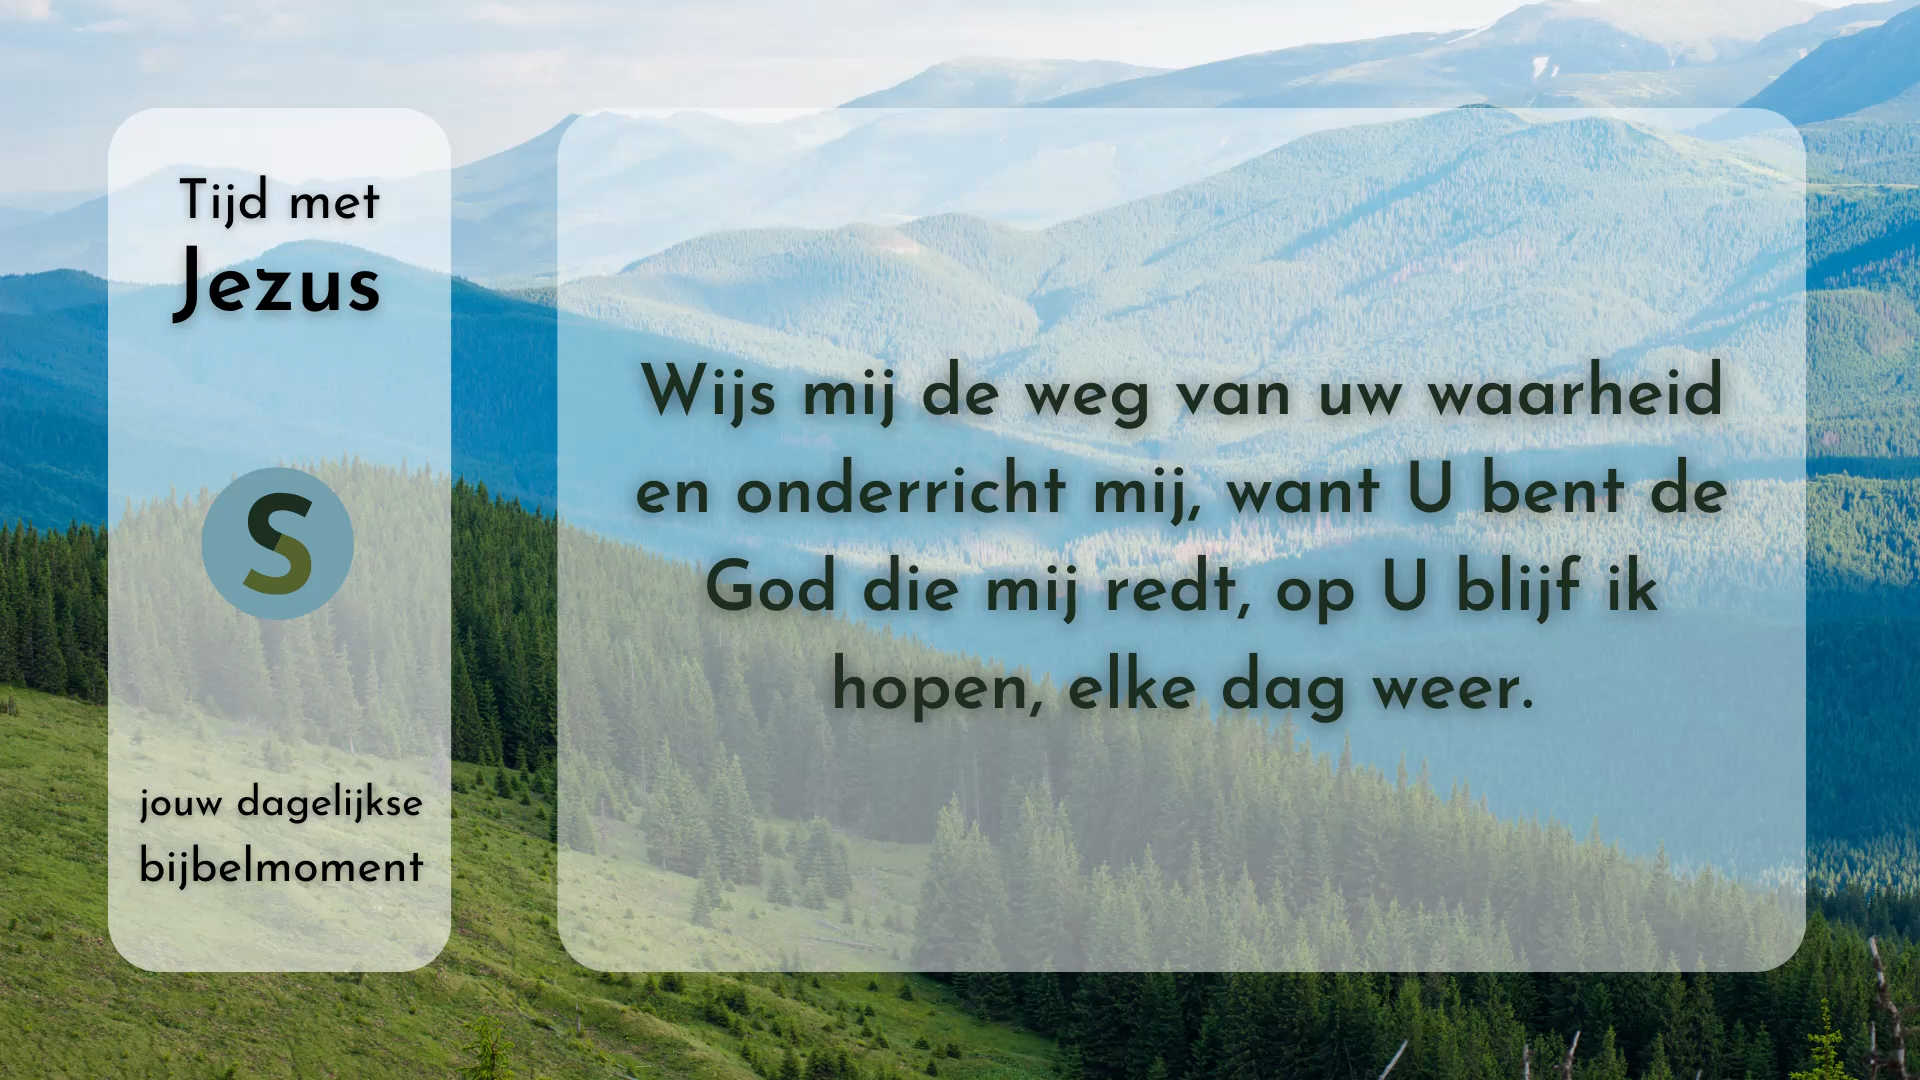 Tijd met
Jezus
S
jouw dagelijkse
bijbelmoment
Wijs mij de weg van uw waarheid
en onderricht mij, want U bent de
God die mij redt, op U blijf ik
hopen, elke dag weer.